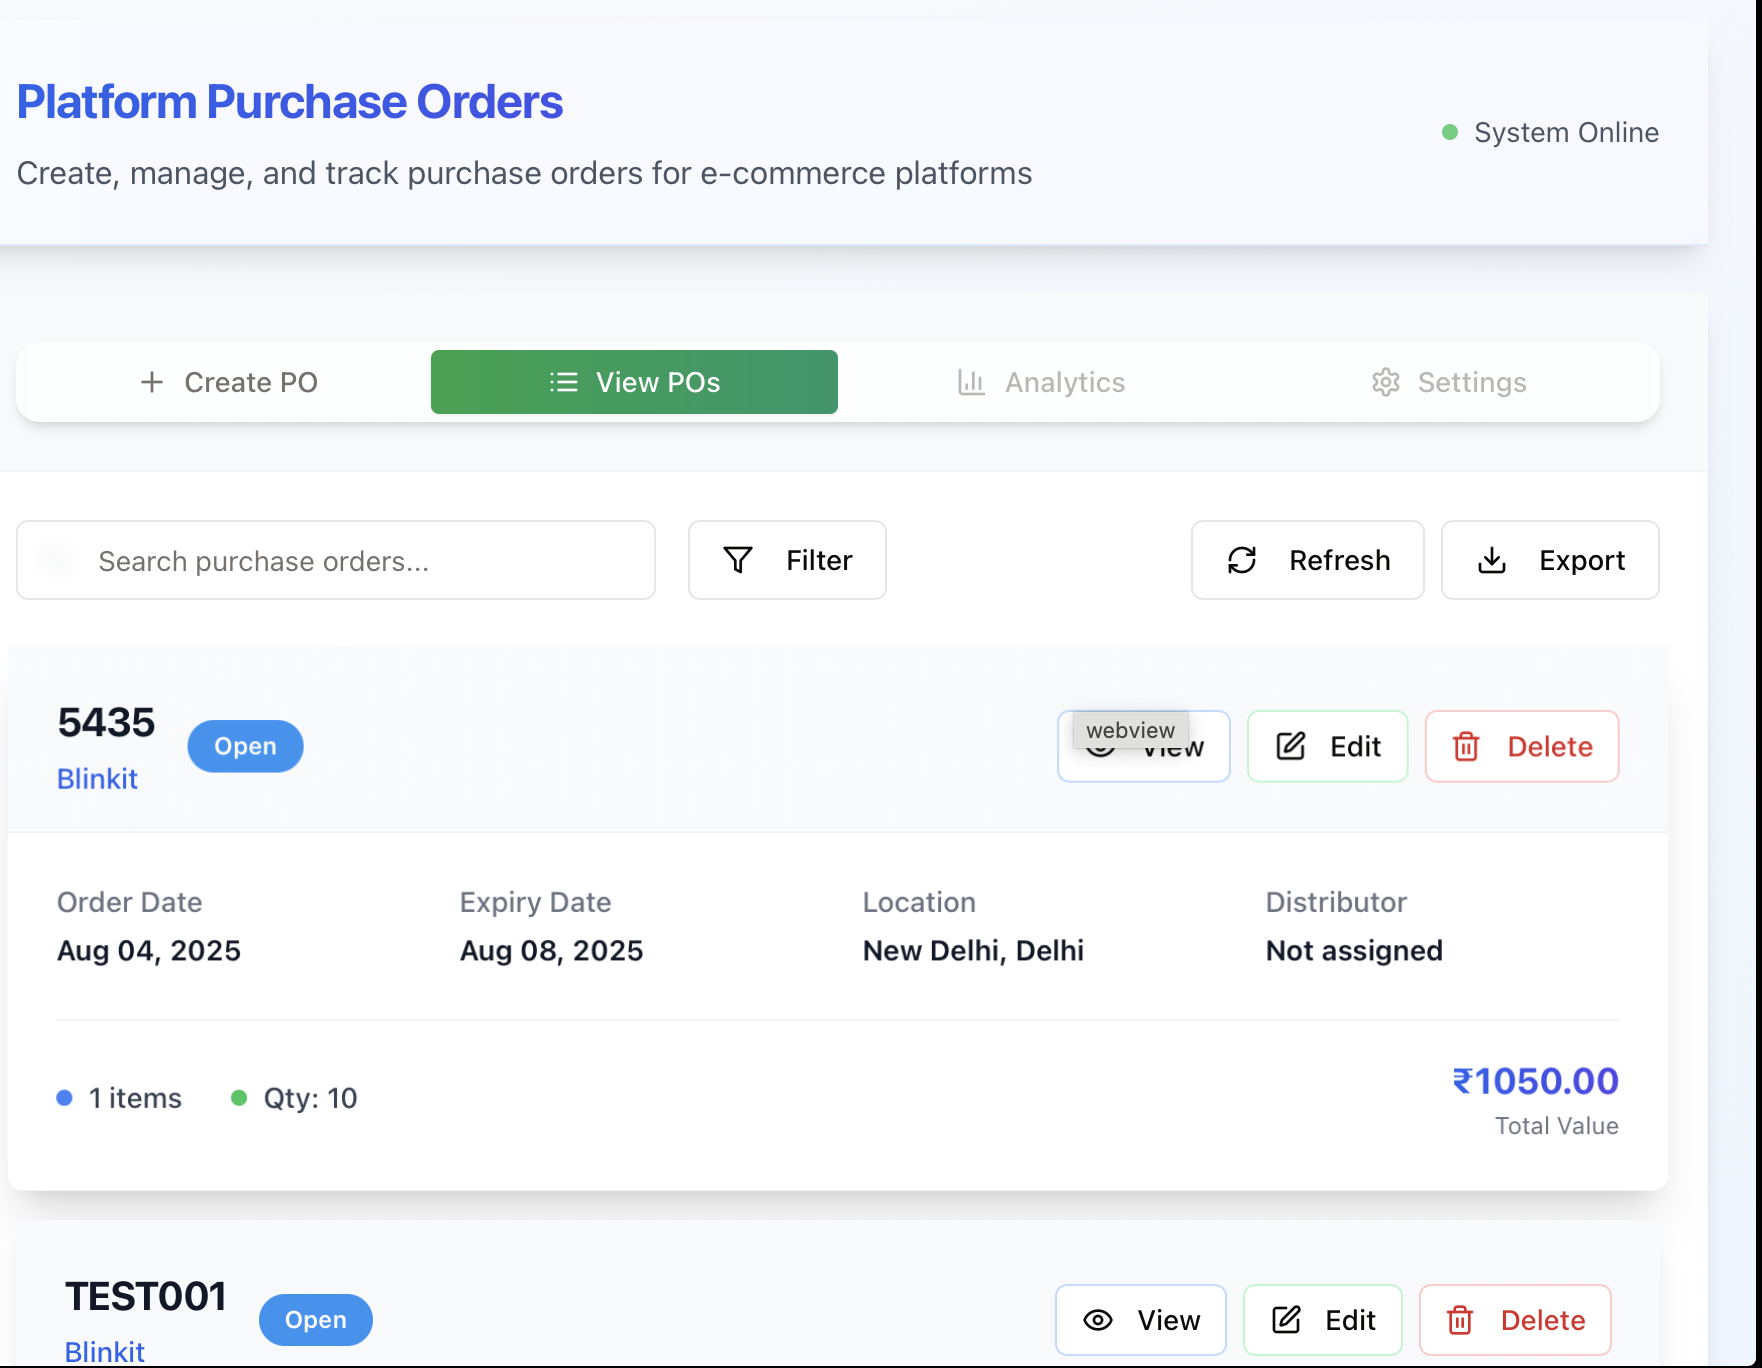 Platform Purchase Orders
Create, manage, and track purchase orders for e-commerce platforms
System Online
Create PO
View POs
Analytics
Settings
Search purchase orders...
Filter
Refresh
Export
5435
Open
Blinkit
webview
View
Edit
Delete
Order Date
Aug 04, 2025
Expiry Date
Aug 08, 2025
Location
New Delhi, Delhi
Distributor
Not assigned
1 items
Qty: 10
₹1050.00
Total Value
TEST001
Open
Blinkit
View
Edit
Delete